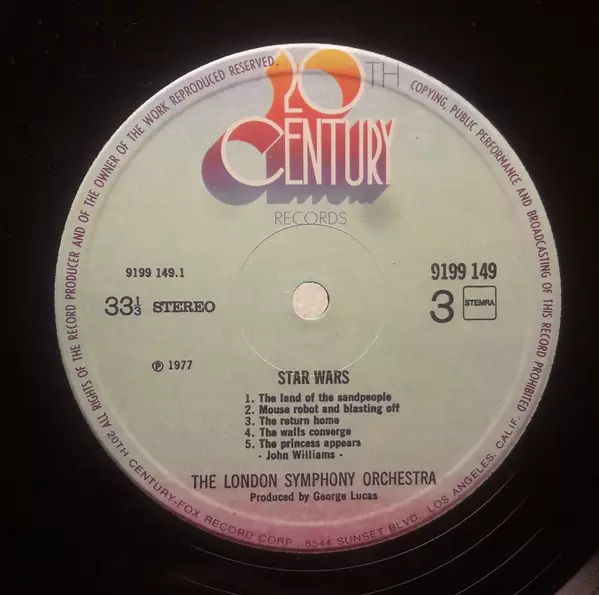 ALL RIGHTS OF THE RECORD PRODUCER AND OF THE OWNER OF THE WORK REPRODUCED RESERVED.
COPYING, PUBLIC PERFORMANCE AND BROADCASTING OF THIS RECORD PROHIBITED
20TH
CENTURY
RECORDS
9199 149.1
9199 149
33 1/3 STEREO
3 STEMRA
℗ 1977
STAR WARS
1. The land of the sandpeople
2. Mouse robot and blasting off
3. The return home
4. The walls converge
5. The princess appears
- John Williams -
THE LONDON SYMPHONY ORCHESTRA
Produced by George Lucas
20TH CENTURY-FOX RECORD CORP., 8544 SUNSET BLVD., LOS ANGELES, CALIF.